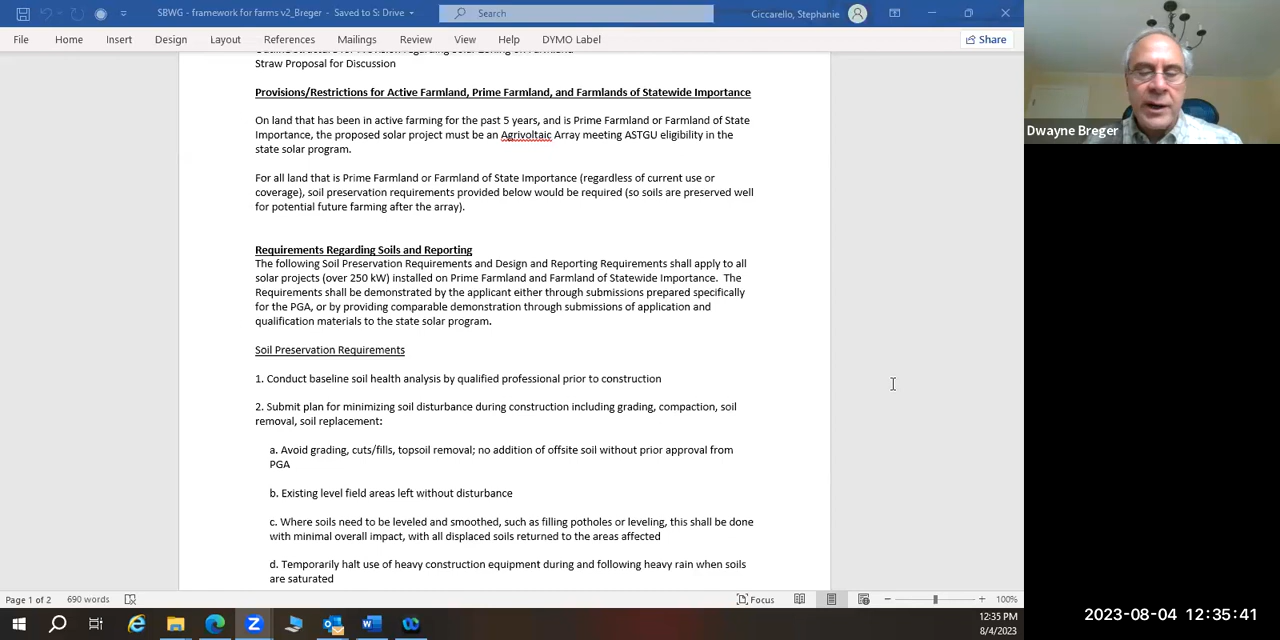 SBWG - framework for farms v2_Breger - Saved to S: Drive
Search
Ciccarello, Stephanie
File Home Insert Design Layout References Mailings Review View Help DYMO Label
Share
Straw Proposal for Discussion
Provisions/Restrictions for Active Farmland, Prime Farmland, and Farmlands of Statewide Importance
On land that has been in active farming for the past 5 years, and is Prime Farmland or Farmland of State
Importance, the proposed solar project must be an Agrivoltaic Array meeting ASTGU eligibility in the
state solar program.
For all land that is Prime Farmland or Farmland of State Importance (regardless of current use or
coverage), soil preservation requirements provided below would be required (so soils are preserved well
for potential future farming after the array).
Requirements Regarding Soils and Reporting
The following Soil Preservation Requirements and Design and Reporting Requirements shall apply to all
solar projects (over 250 kW) installed on Prime Farmland and Farmland of Statewide Importance. The
Requirements shall be demonstrated by the applicant either through submissions prepared specifically
for the PGA, or by providing comparable demonstration through submissions of application and
qualification materials to the state solar program.
Soil Preservation Requirements
1. Conduct baseline soil health analysis by qualified professional prior to construction
2. Submit plan for minimizing soil disturbance during construction including grading, compaction, soil
removal, soil replacement:
a. Avoid grading, cuts/fills, topsoil removal; no addition of offsite soil without prior approval from
PGA
b. Existing level field areas left without disturbance
c. Where soils need to be leveled and smoothed, such as filling potholes or leveling, this shall be done
with minimal overall impact, with all displaced soils returned to the areas affected
d. Temporarily halt use of heavy construction equipment during and following heavy rain when soils
are saturated
Page 1 of 2 690 words
Focus
100%
12:35 PM
8/4/2023
Dwayne Breger
2023-08-04 12:35:41